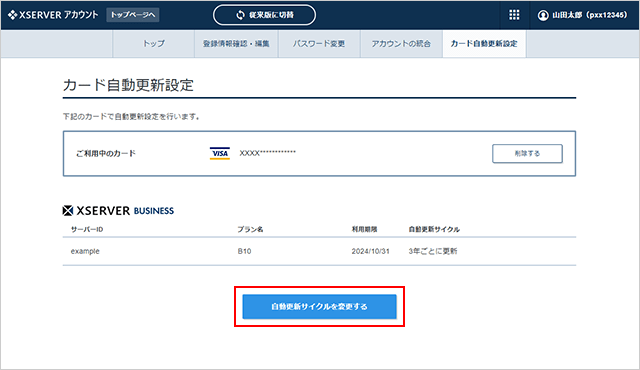 XSERVER アカウント トップページへ 従来版に切替 山田太郎（pxx12345）
トップ 登録情報確認・編集 パスワード変更 アカウントの統合 カード自動更新設定
カード自動更新設定
下記のカードで自動更新設定を行います。
ご利用中のカード VISA XXXX************ 削除する
XSERVER BUSINESS
サーバーID プラン名 利用期限 自動更新サイクル
example B10 2024/10/31 3年ごとに更新
自動更新サイクルを変更する